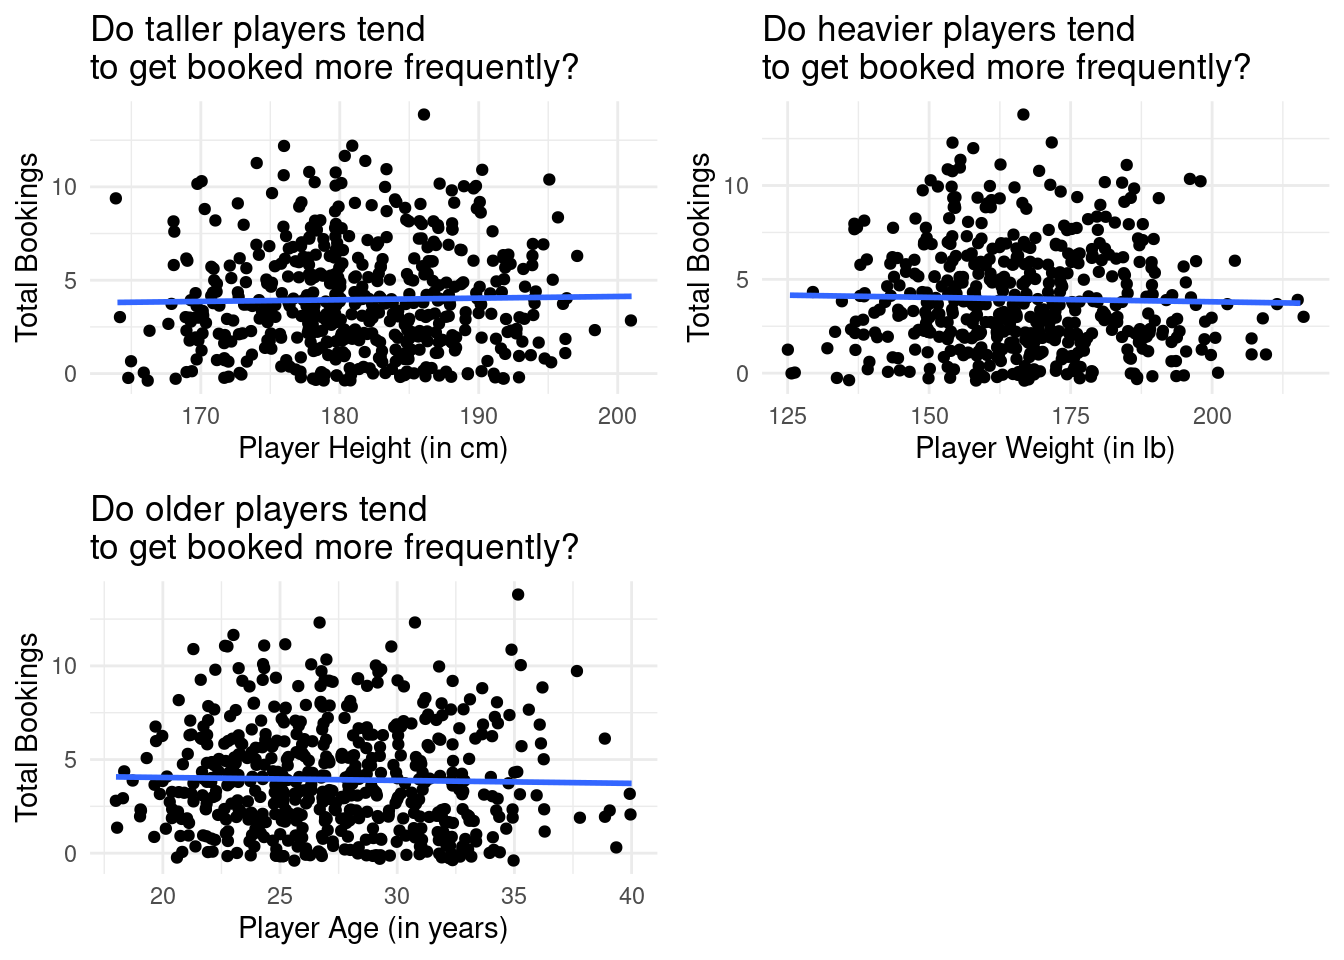 Do taller players tend
to get booked more frequently?
Total Bookings
10
5
0
170 180 190 200
Player Height (in cm)
Do heavier players tend
to get booked more frequently?
Total Bookings
10
5
0
125 150 175 200
Player Weight (in lb)
Do older players tend
to get booked more frequently?
Total Bookings
10
5
0
20 25 30 35 40
Player Age (in years)